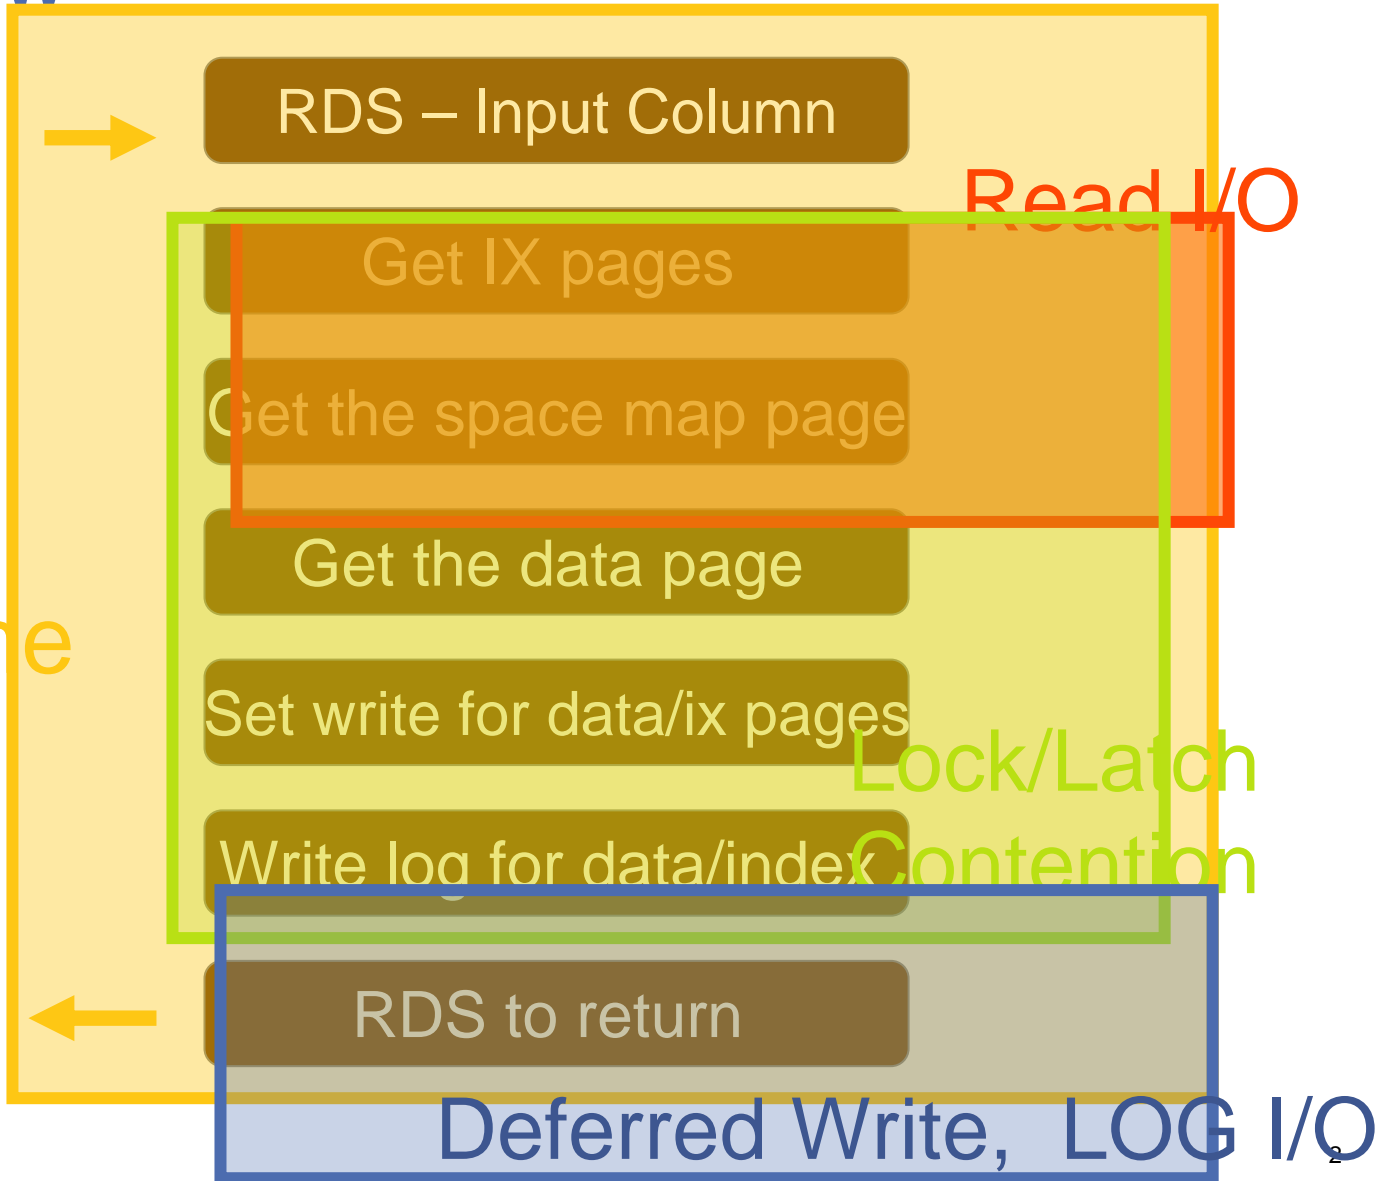 RDS – Input Column
Read I/O
Get IX pages
Get the space map page
Get the data page
Set write for data/ix pages
Lock/Latch
Contention
Write log for data/index
RDS to return
Deferred Write, LOG I/O
2